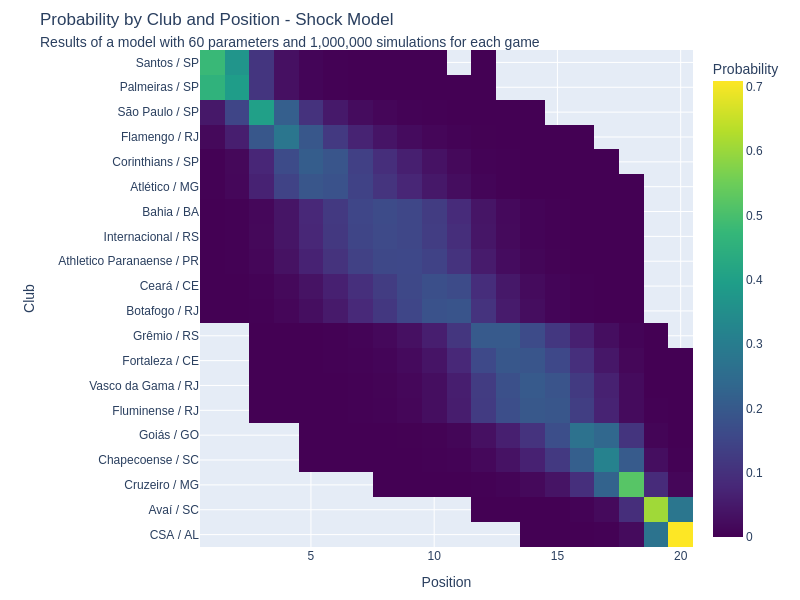 Probability by Club and Position - Shock Model
Results of a model with 60 parameters and 1,000,000 simulations for each game
Probability
Santos / SP
Palmeiras / SP
São Paulo / SP
Flamengo / RJ
Corinthians / SP
Atlético / MG
Bahia / BA
Internacional / RS
Athletico Paranaense / PR
Ceará / CE
Botafogo / RJ
Grêmio / RS
Fortaleza / CE
Vasco da Gama / RJ
Fluminense / RJ
Goiás / GO
Chapecoense / SC
Cruzeiro / MG
Avaí / SC
CSA / AL
Club
5
10
15
20
Position
0.7
0.6
0.5
0.4
0.3
0.2
0.1
0